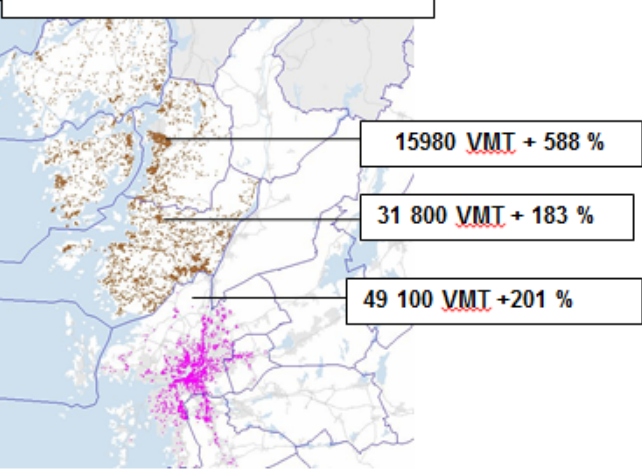 15980 VMT + 588 %
31 800 VMT + 183 %
49 100 VMT +201 %